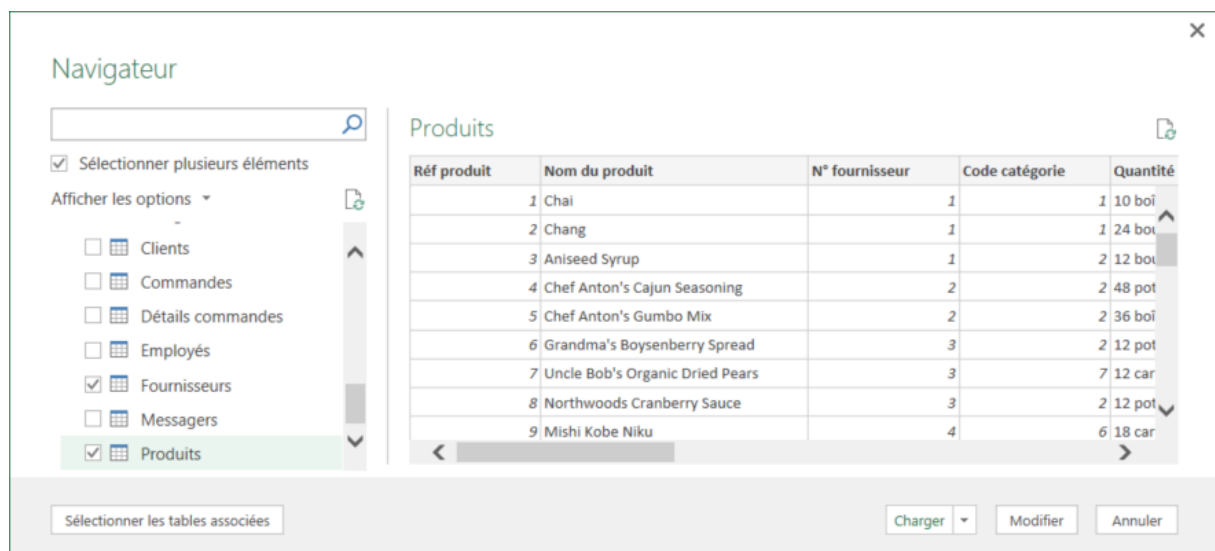 Navigateur
Sélectionner plusieurs éléments
Afficher les options
Clients
Commandes
Détails commandes
Employés
Fournisseurs
Messagers
Produits
Produits
Réf produit Nom du produit N° fournisseur Code catégorie Quantité
1 Chai 1 1 10 boî
2 Chang 1 1 24 bou
3 Aniseed Syrup 1 2 12 bou
4 Chef Anton's Cajun Seasoning 2 2 48 pot
5 Chef Anton's Gumbo Mix 2 2 36 boî
6 Grandma's Boysenberry Spread 3 2 12 pot
7 Uncle Bob's Organic Dried Pears 3 7 12 car
8 Northwoods Cranberry Sauce 3 2 12 pot
9 Mishi Kobe Niku 4 6 18 car
Sélectionner les tables associées Charger Modifier Annuler